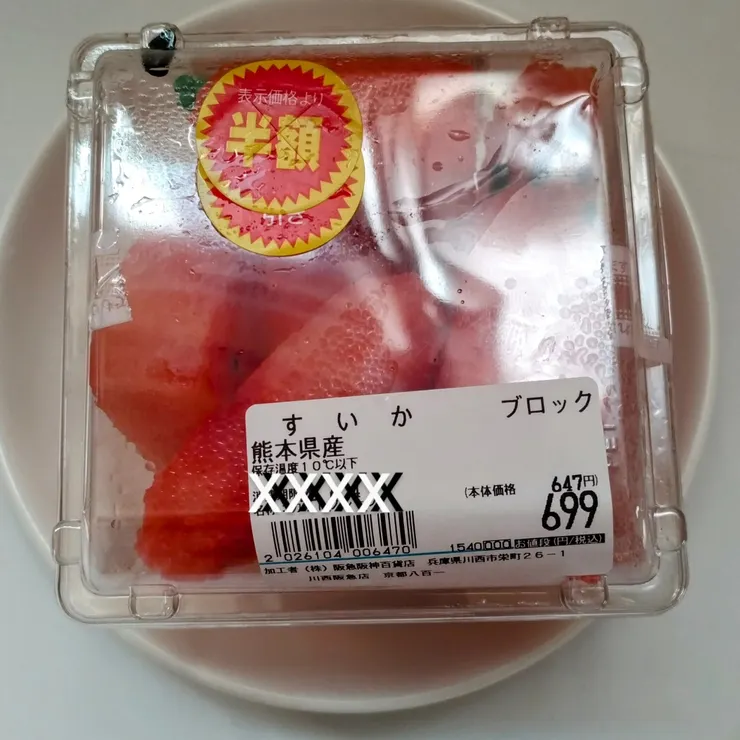 表示価格より
半額
引き
すいか ブロック
熊本県産
保存温度10℃以下
XXXX
(本体価格 647円)
699
2 026104 006470
1540000 お値段(円/税込)
加工者 (株) 阪急阪神百貨店 兵庫県川西市栄町26-1
川西阪急店 京都八百一